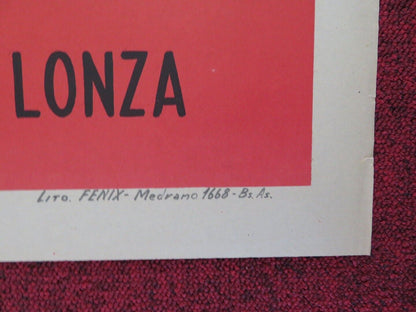 LONZA
LITO. FENIX - Medrano 1668 - Bs. As.